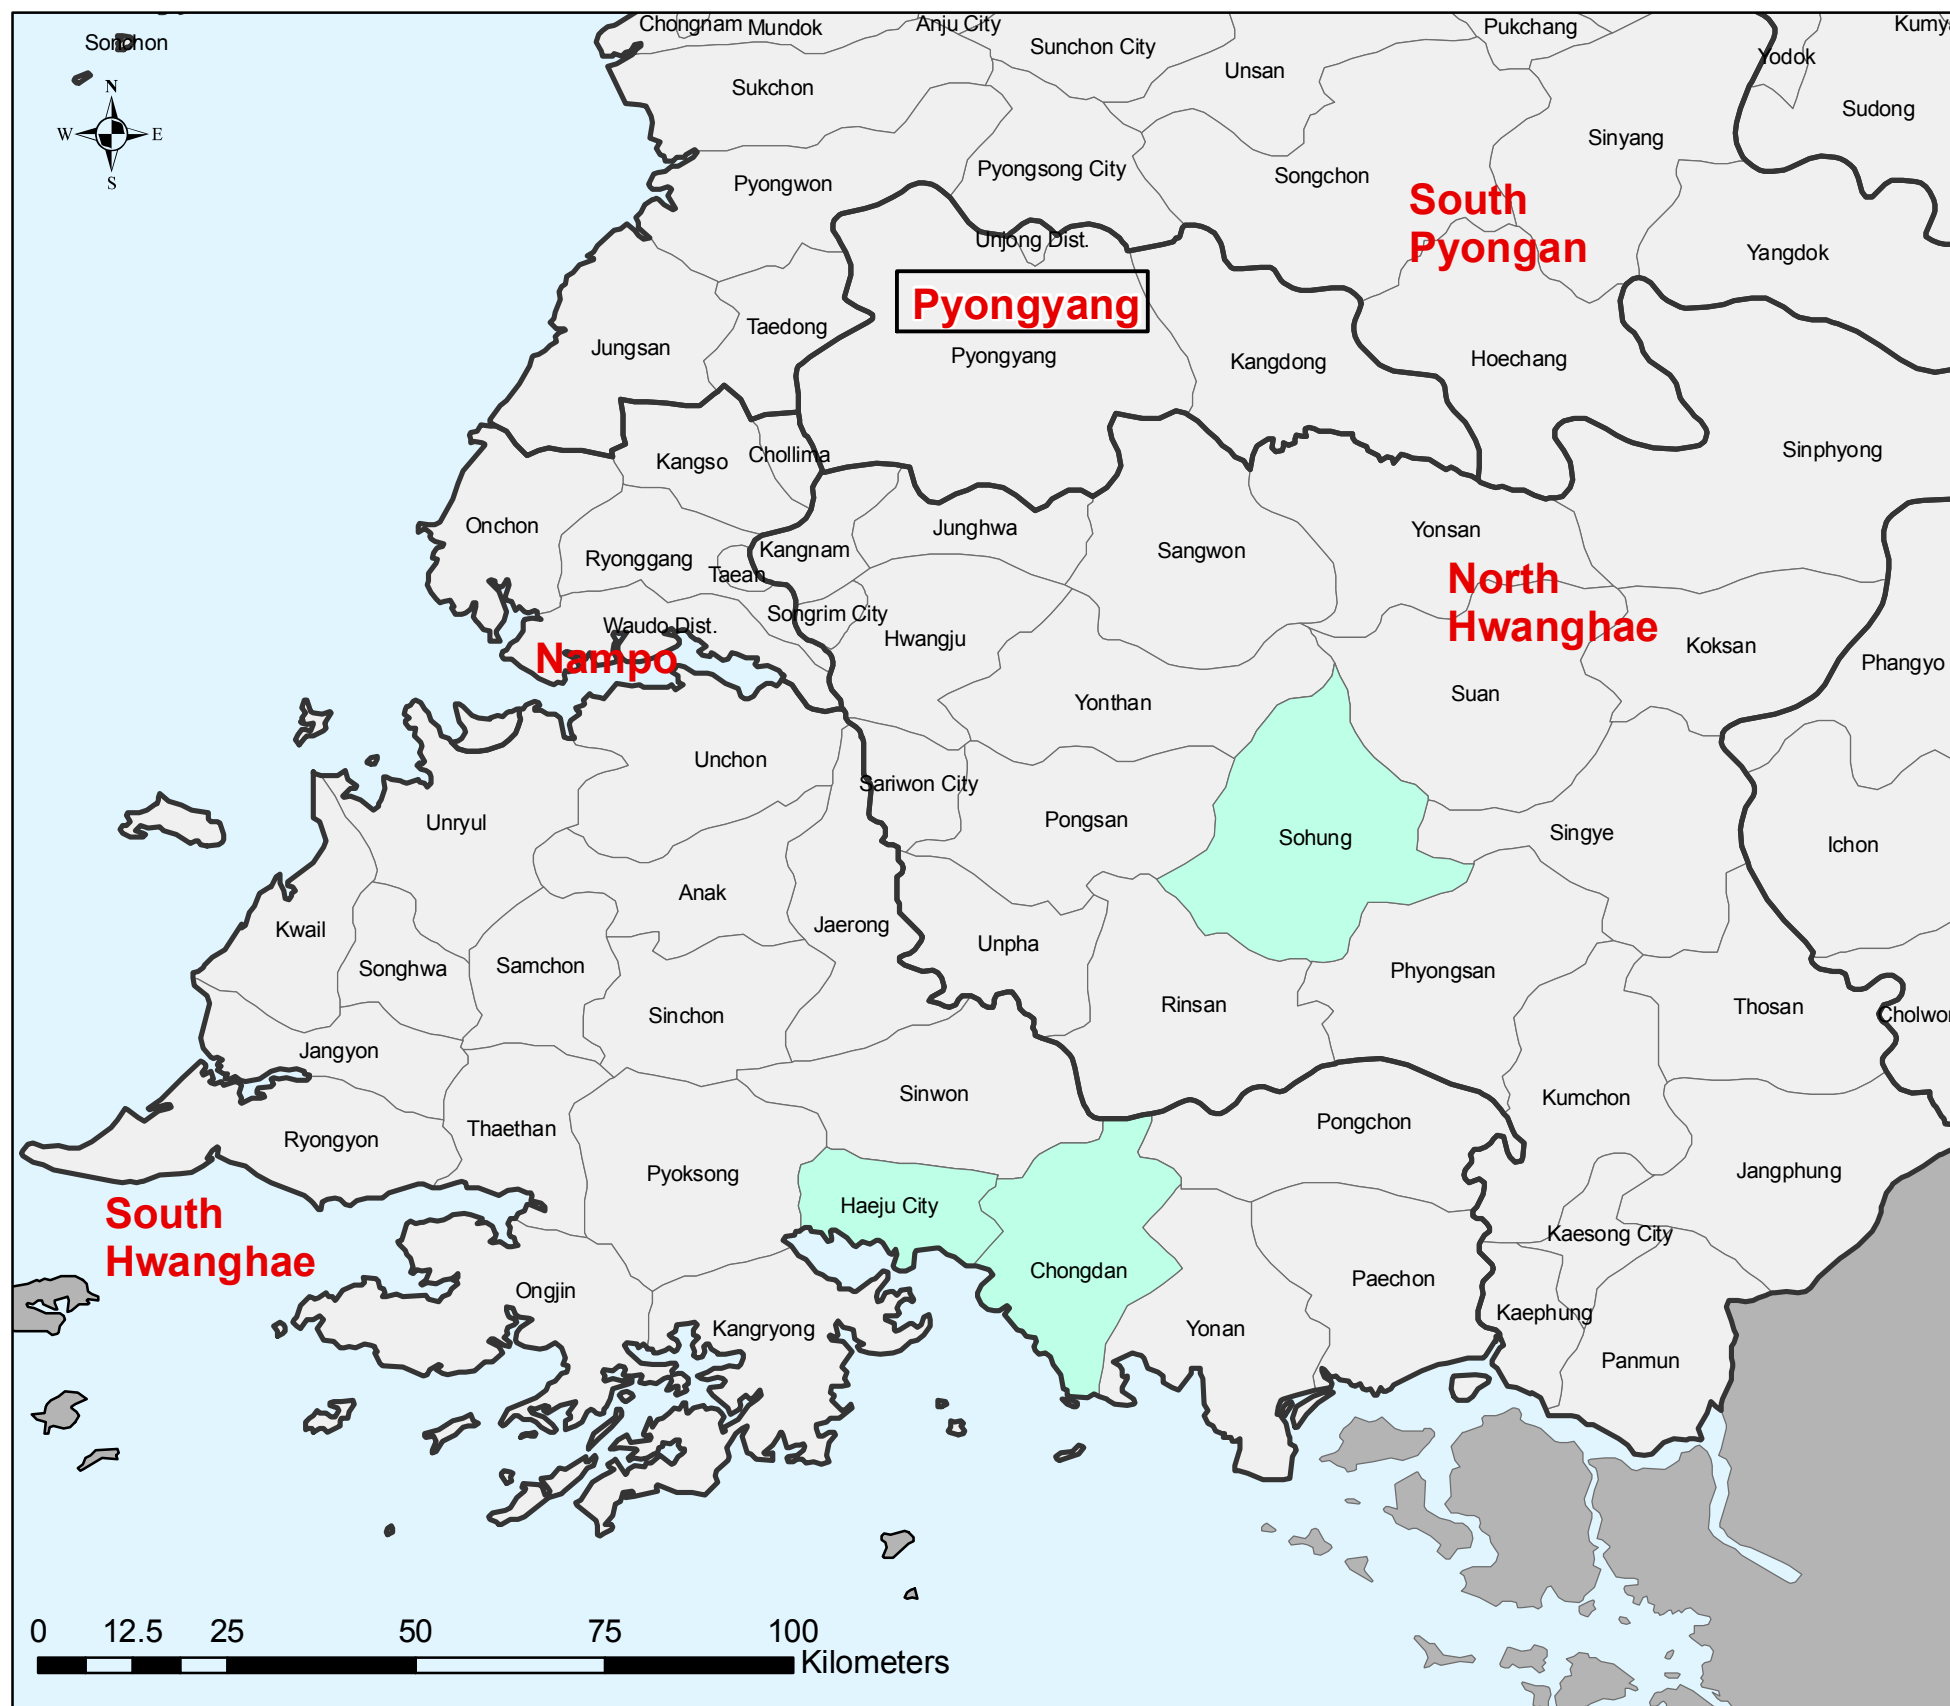 Chongnam
Mundok
Anju City
Sunchon City
Pukchang
Sonchon
Yodok
Unsan
Sukchon
Sudong
N
W
E
S
Sinyang
Pyongwon
Pyongsong City
Songchon
South
Pyongan
Unjong Dist.
Yangdok
Pyongyang
Taedong
Jungsan
Pyongyang
Kangdong
Hoechang
Kangso
Chollima
Sinphyong
Onchon
Junghwa
Yonsan
Ryonggang
Kangnam
Sangwon
Taean
North
Hwanghae
Songrim City
Waudo Dist.
Hwangju
Koksan
Nampo
Phangyo
Suan
Yonthan
Unchon
Sariwon City
Unryul
Pongsan
Sohung
Singye
Ichon
Anak
Kwail
Jaerong
Unpha
Songhwa
Samchon
Phyongsan
Sinchon
Rinsan
Thosan
Jangyon
Sinwon
Kumchon
Ryongyon
Thaethan
Pongchon
Pyoksong
Jangphung
South
Hwanghae
Haeju City
Kaesong City
Ongjin
Chongdan
Paechon
Kangryong
Yonan
Kaephung
Panmun
0 12.5 25 50 75 100
Kilometers